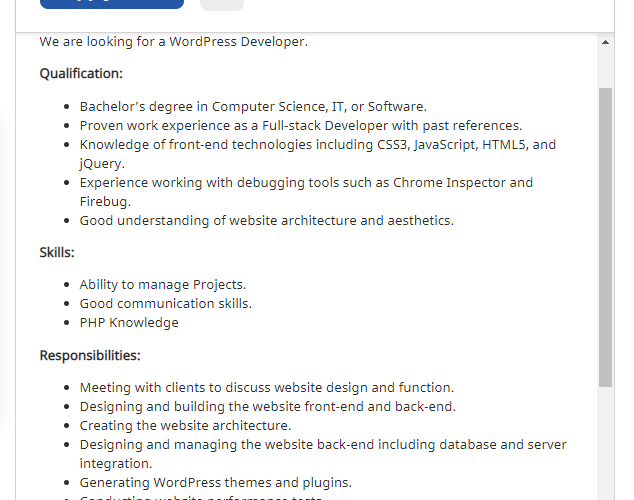 We are looking for a WordPress Developer.
Qualification:
Bachelor's degree in Computer Science, IT, or Software.
Proven work experience as a Full-stack Developer with past references.
Knowledge of front-end technologies including CSS3, JavaScript, HTML5, and
jQuery.
Experience working with debugging tools such as Chrome Inspector and
Firebug.
Good understanding of website architecture and aesthetics.
Skills:
Ability to manage Projects.
Good communication skills.
PHP Knowledge
Responsibilities:
Meeting with clients to discuss website design and function.
Designing and building the website front-end and back-end.
Creating the website architecture.
Designing and managing the website back-end including database and server
integration.
Generating WordPress themes and plugins.
Conducting website performance tests.